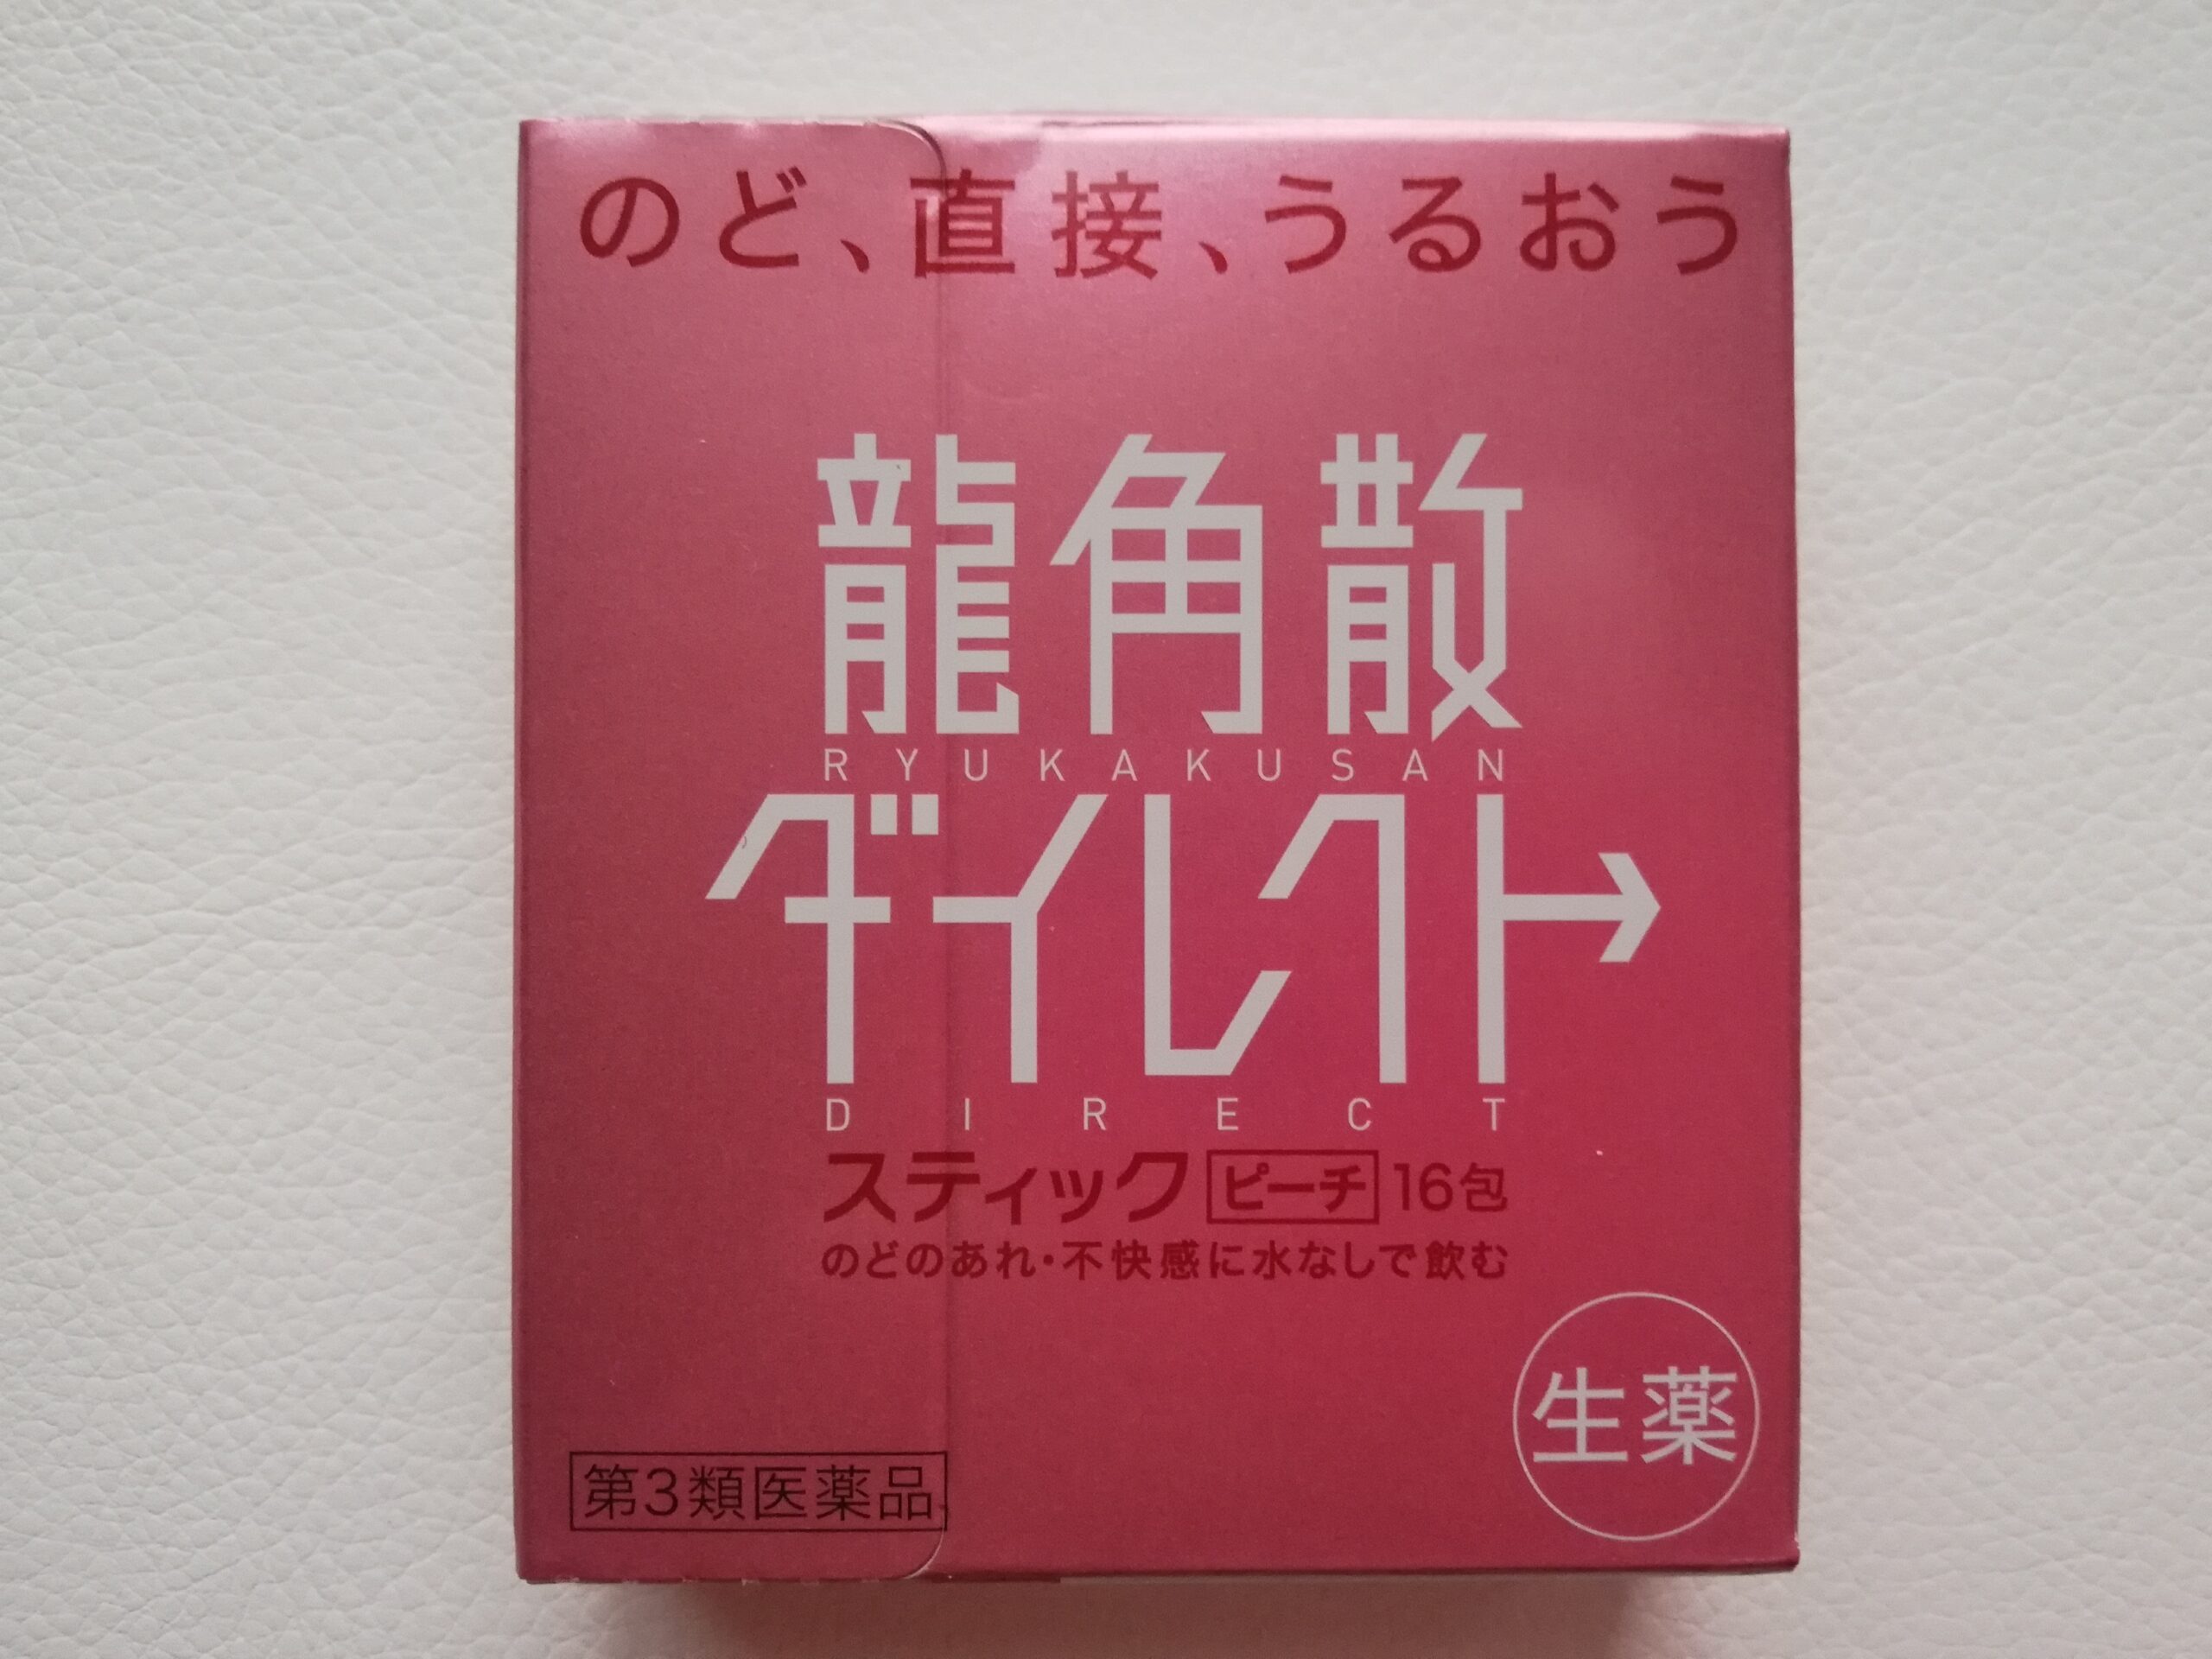 のど、直接、うるおう
龍角散
RYUKAKUSAN
ダイレクト
DIRECT
スティック ピーチ 16包
のどのあれ・不快感に水なしで飲む
生薬
第3類医薬品